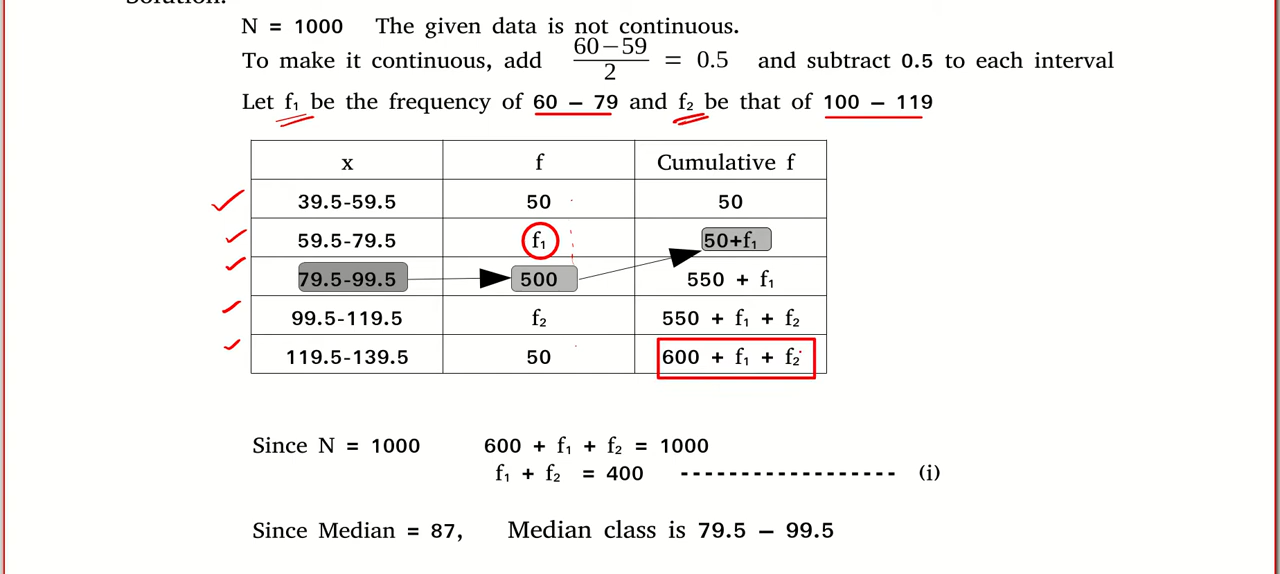 Solution:
N = 1000 The given data is not continuous.
To make it continuous, add 60−59/2 = 0.5 and subtract 0.5 to each interval
Let f₁ be the frequency of 60 – 79 and f₂ be that of 100 – 119
x f Cumulative f
39.5-59.5 50 50
59.5-79.5 f₁ 50+f₁
79.5-99.5 500 550 + f₁
99.5-119.5 f₂ 550 + f₁ + f₂
119.5-139.5 50 600 + f₁ + f₂
Since N = 1000 600 + f₁ + f₂ = 1000
f₁ + f₂ = 400 ------------------ (i)
Since Median = 87, Median class is 79.5 – 99.5